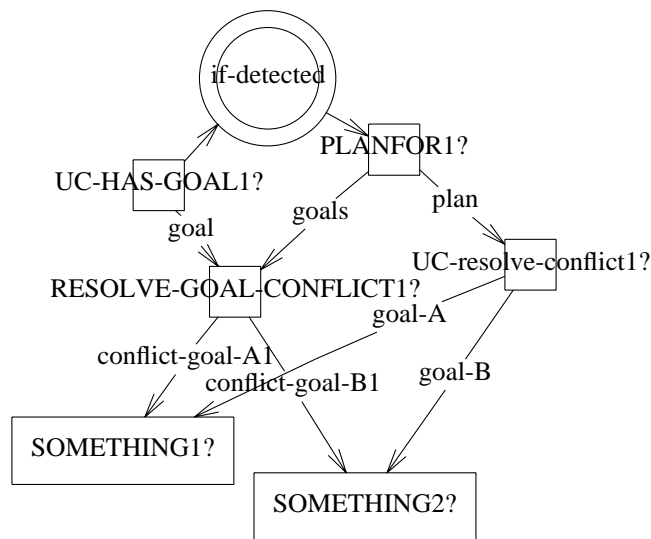 if-detected
PLANFOR1?
UC-HAS-GOAL1?
goal
goals
plan
UC-resolve-conflict1?
RESOLVE-GOAL-CONFLICT1?
goal-A
conflict-goal-A1
conflict-goal-B1
goal-B
SOMETHING1?
SOMETHING2?